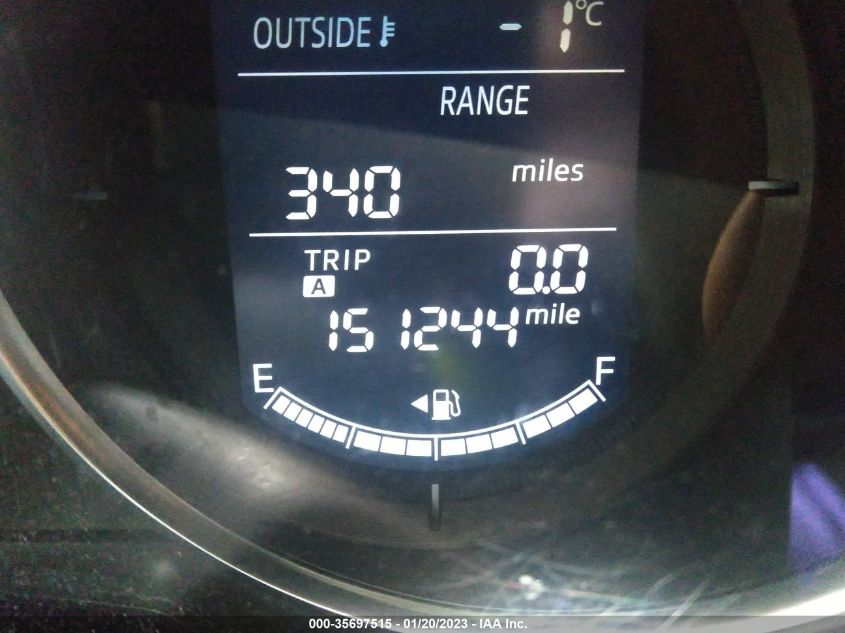 OUTSIDE -1°C
RANGE
340 miles
TRIP A 0.0
151244 mile
E F
000-35697515 - 01/20/2023 - IAA Inc.